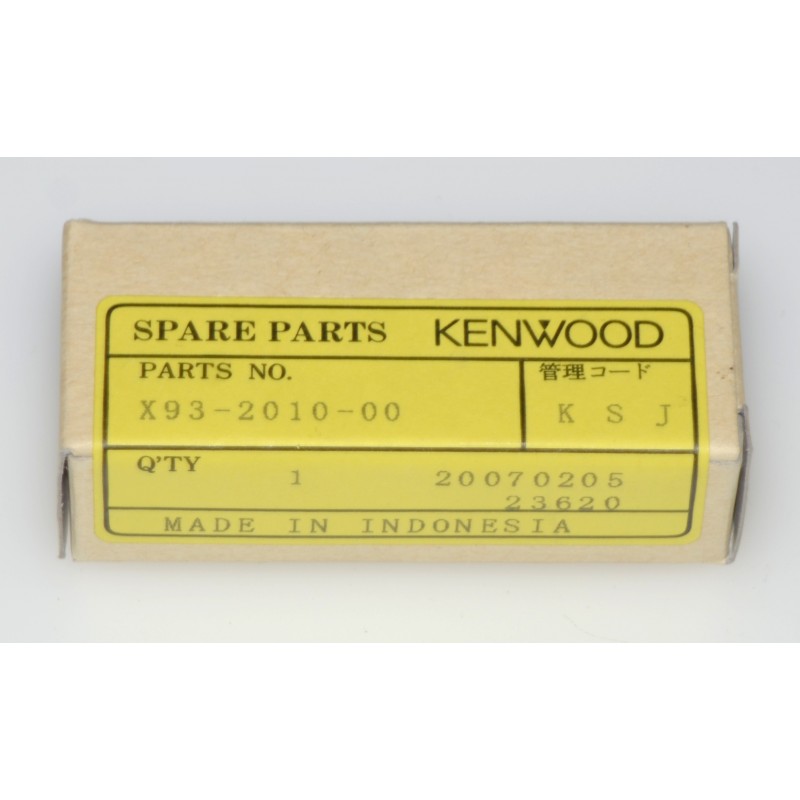 SPARE PARTS KENWOOD
PARTS NO. 管理コード
X93-2010-00 K S J
Q'TY 1 20070205
23620
MADE IN INDONESIA